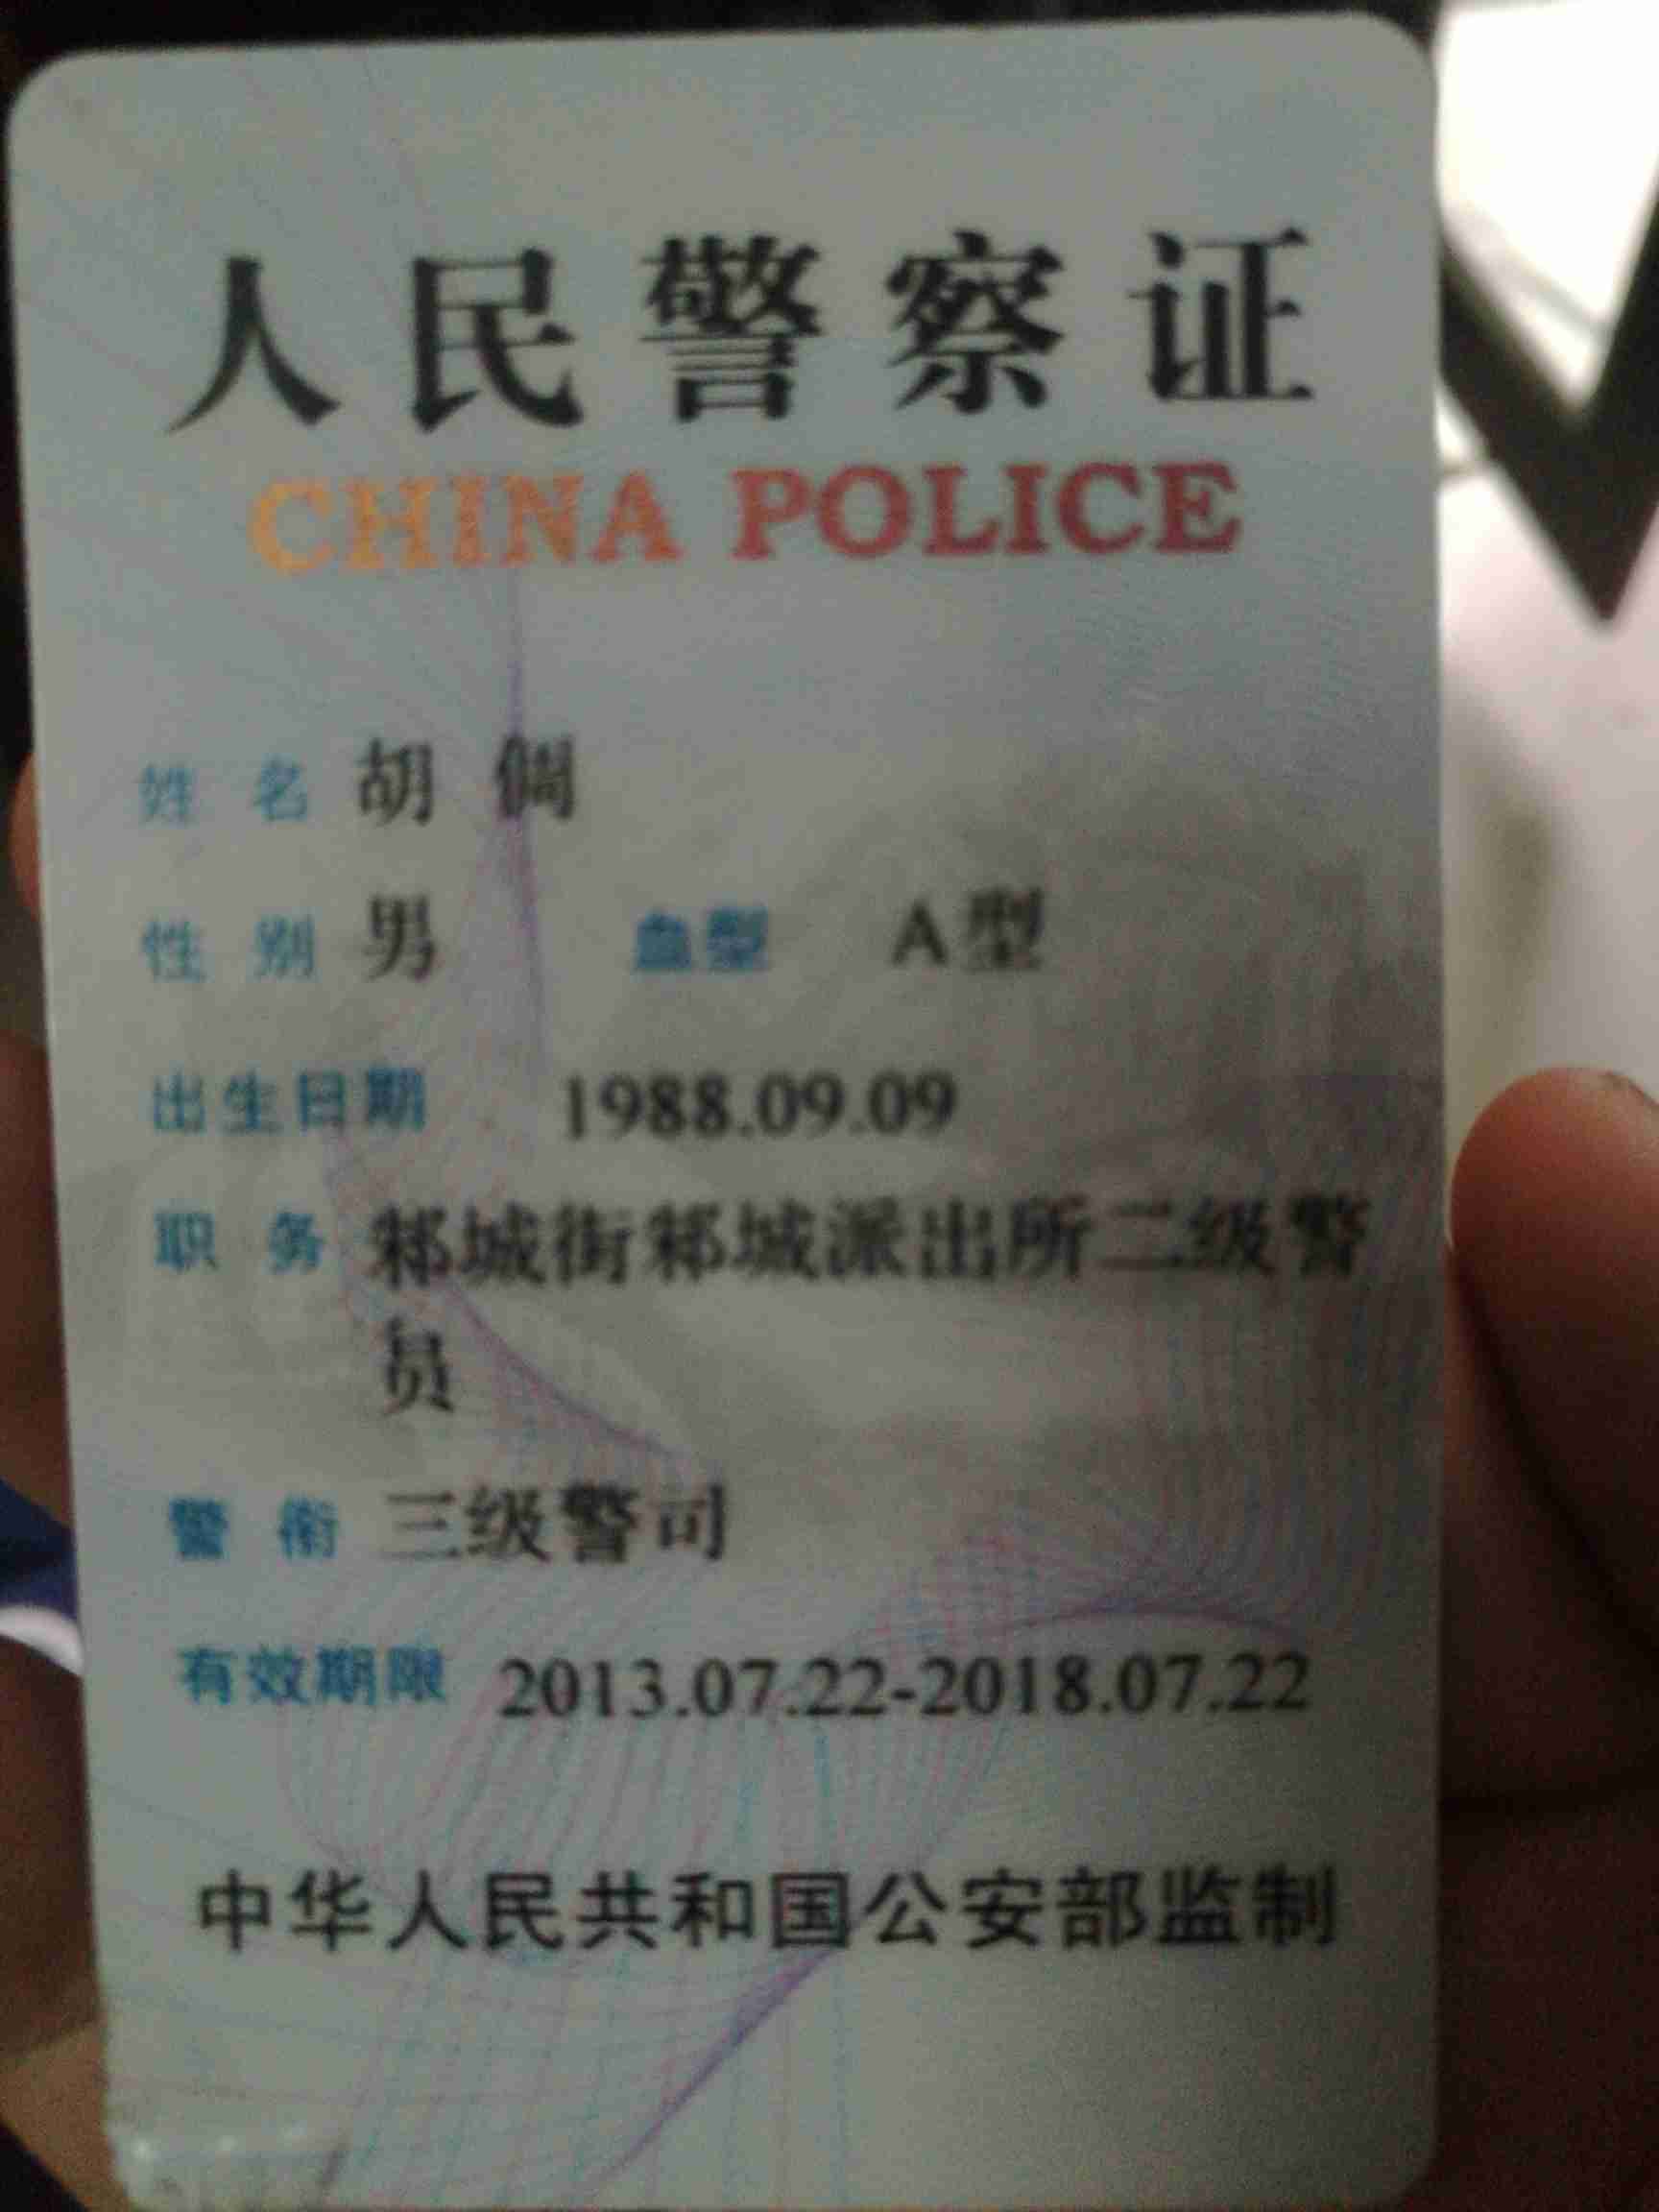 人民警察证
CHINA POLICE
姓 名 胡 倜
性 别 男 血型 A型
出生日期 1988.09.09
职 务 邾城街邾城派出所二级警
员
警 衔 三级警司
有效期限 2013.07.22-2018.07.22
中华人民共和国公安部监制